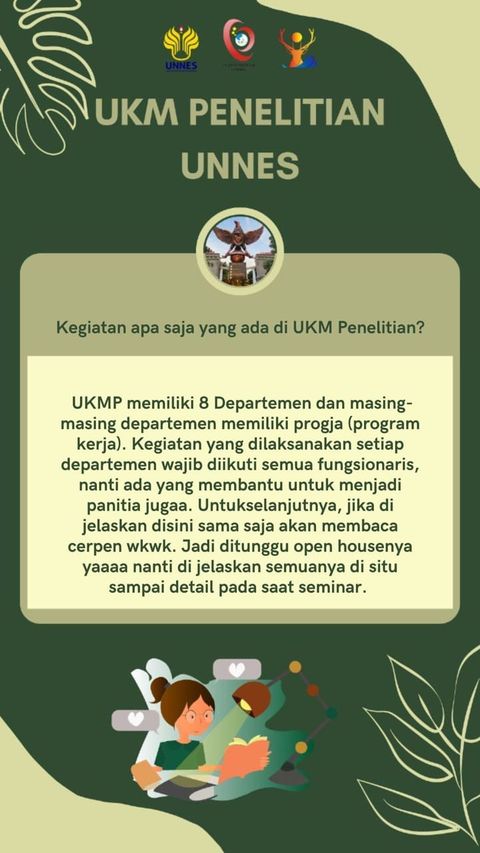 UNNES
UKM PENELITIAN
UNNES
Kegiatan apa saja yang ada di UKM Penelitian?
UKMP memiliki 8 Departemen dan masing-
masing departemen memiliki progja (program
kerja). Kegiatan yang dilaksanakan setiap
departemen wajib diikuti semua fungsionaris,
nanti ada yang membantu untuk menjadi
panitia jugaa. Untukselanjutnya, jika di
jelaskan disini sama saja akan membaca
cerpen wkwk. Jadi ditunggu open housenya
yaaaa nanti di jelaskan semuanya di situ
sampai detail pada saat seminar.